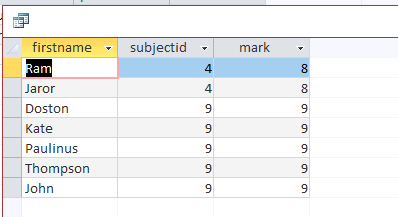 firstname subjectid mark
Ram 4 8
Jaror 4 8
Doston 9 9
Kate 9 9
Paulinus 9 9
Thompson 9 9
John 9 9